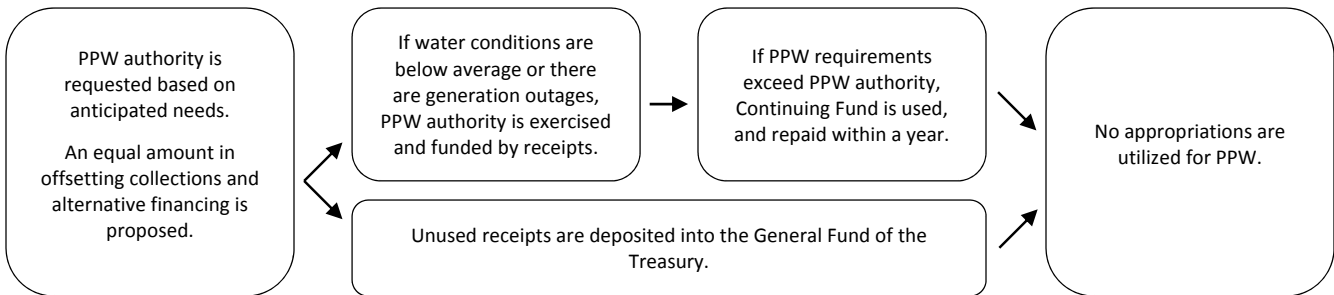 PPW authority is
requested based on
anticipated needs.
An equal amount in
offsetting collections and
alternative financing is
proposed.
If water conditions are
below average or there
are generation outages,
PPW authority is exercised
and funded by receipts.
If PPW requirements
exceed PPW authority,
Continuing Fund is used,
and repaid within a year.
Unused receipts are deposited into the General Fund of the
Treasury.
No appropriations are
utilized for PPW.